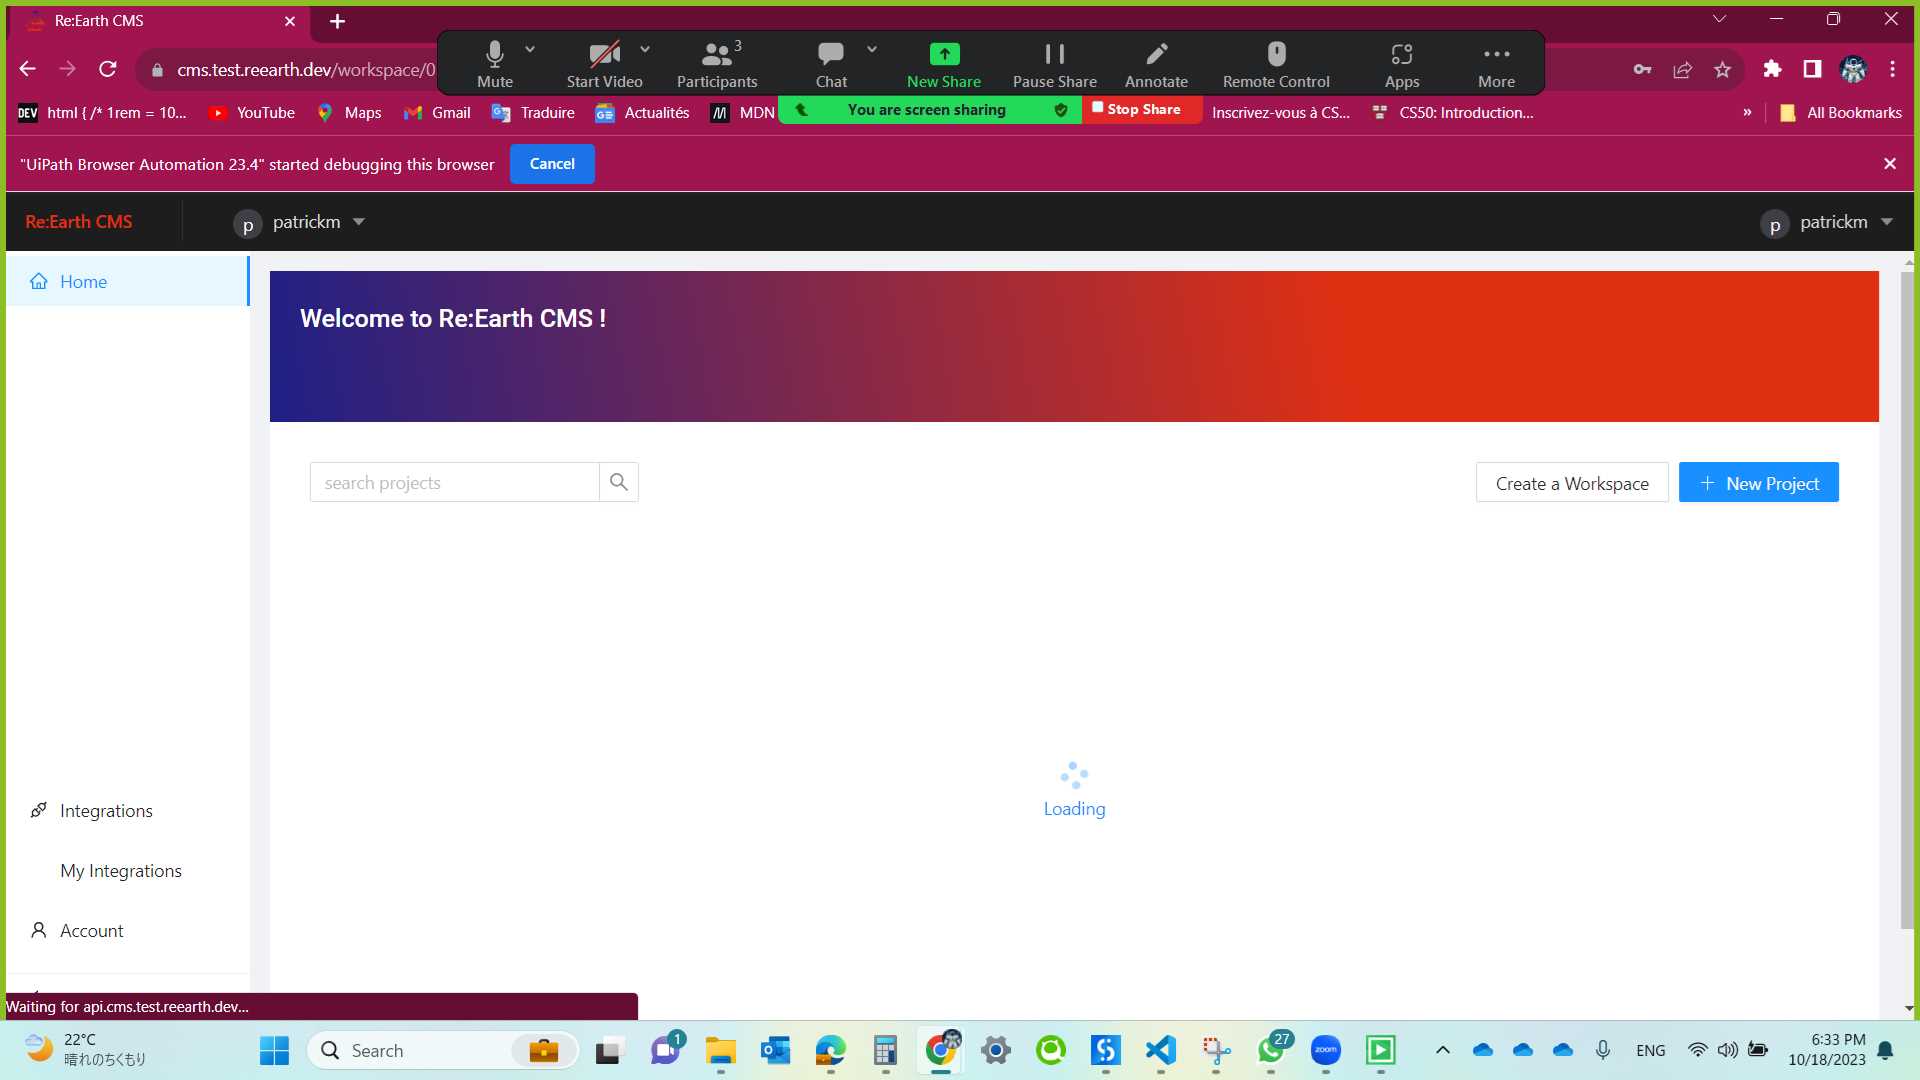 Re:Earth CMS
cms.test.reearth.dev/workspace/0
Mute
Start Video
3
Participants
Chat
New Share
Pause Share
Annotate
Remote Control
Apps
More
You are screen sharing
Stop Share
DEV
html { /* 1rem = 10...
YouTube
Maps
Gmail
Traduire
Actualités
MDN
Inscrivez-vous à CS...
CS50: Introduction...
»
All Bookmarks
"UiPath Browser Automation 23.4" started debugging this browser
Cancel
Re:Earth CMS
p
patrickm
p
patrickm
Home
Welcome to Re:Earth CMS !
search projects
Create a Workspace
New Project
Loading
Integrations
My Integrations
Account
Waiting for api.cms.test.reearth.dev...
22°C
晴れのちくもり
Search
1
27
zoom
ENG
6:33 PM
10/18/2023